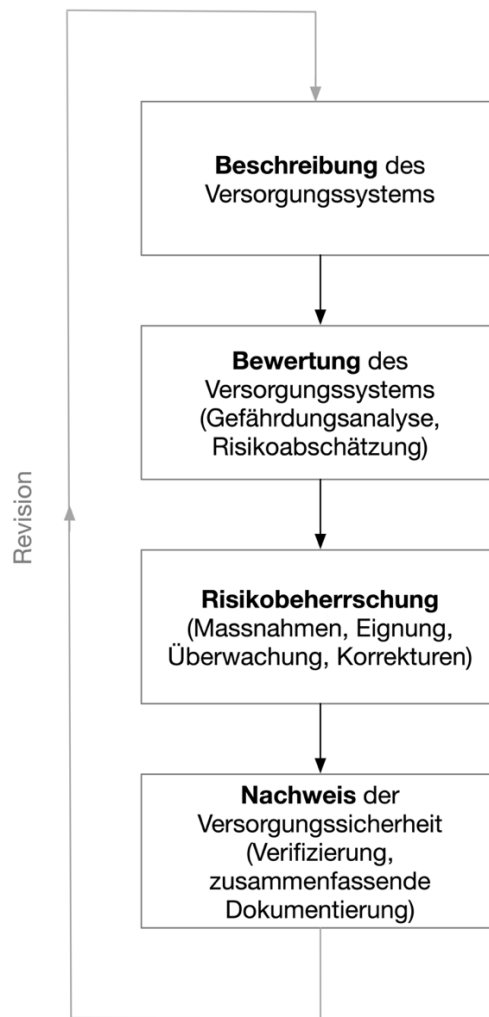 Beschreibung des
Versorgungssystems
Bewertung des
Versorgungssystems
(Gefährdungsanalyse,
Risikoabschätzung)
Revision
Risikobeherrschung
(Massnahmen, Eignung,
Überwachung, Korrekturen)
Nachweis der
Versorgungssicherheit
(Verifizierung,
zusammenfassende
Dokumentierung)